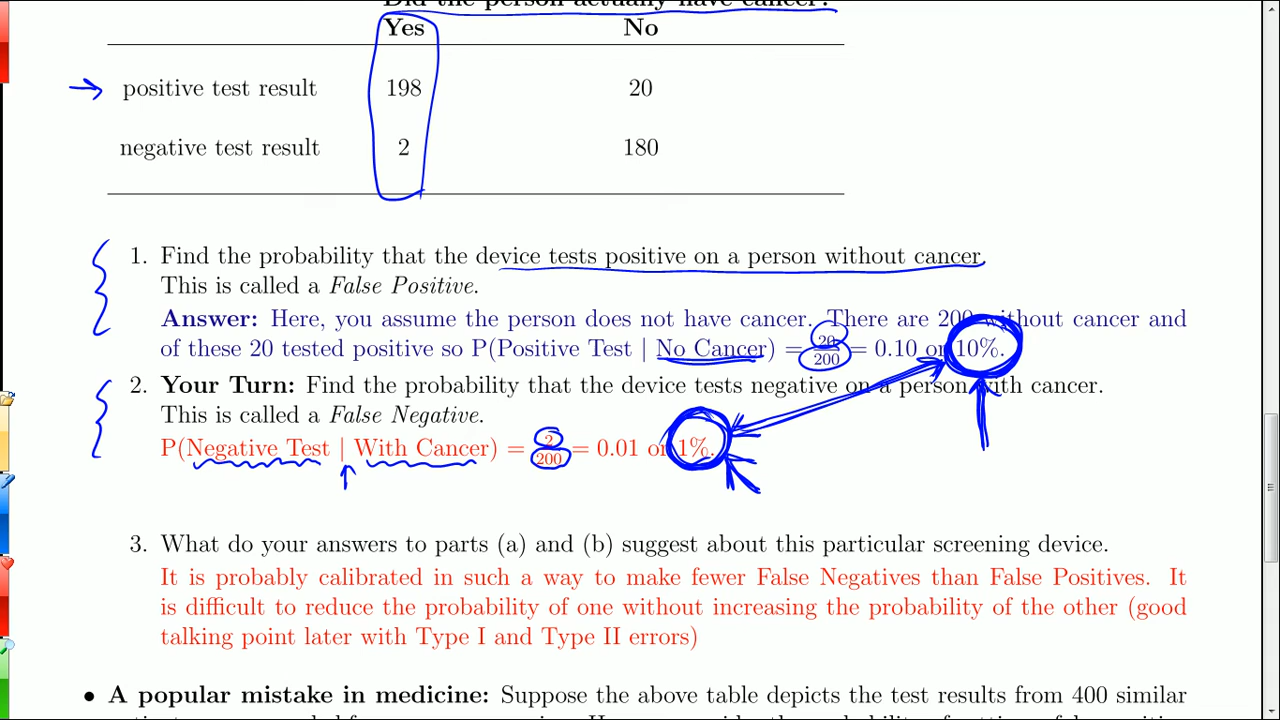 Did the person actually have cancer?
Yes No
positive test result 198 20
negative test result 2 180
1. Find the probability that the device tests positive on a person without cancer.
This is called a False Positive.
Answer: Here, you assume the person does not have cancer. There are 200 without cancer and
of these 20 tested positive so P(Positive Test | No Cancer) = 20/200 = 0.10 or 10%.
2. Your Turn: Find the probability that the device tests negative on a person with cancer.
This is called a False Negative.
P(Negative Test | With Cancer) = 2/200 = 0.01 or 1%.
3. What do your answers to parts (a) and (b) suggest about this particular screening device.
It is probably calibrated in such a way to make fewer False Negatives than False Positives. It
is difficult to reduce the probability of one without increasing the probability of the other (good
talking point later with Type I and Type II errors)
• A popular mistake in medicine: Suppose the above table depicts the test results from 400 similar